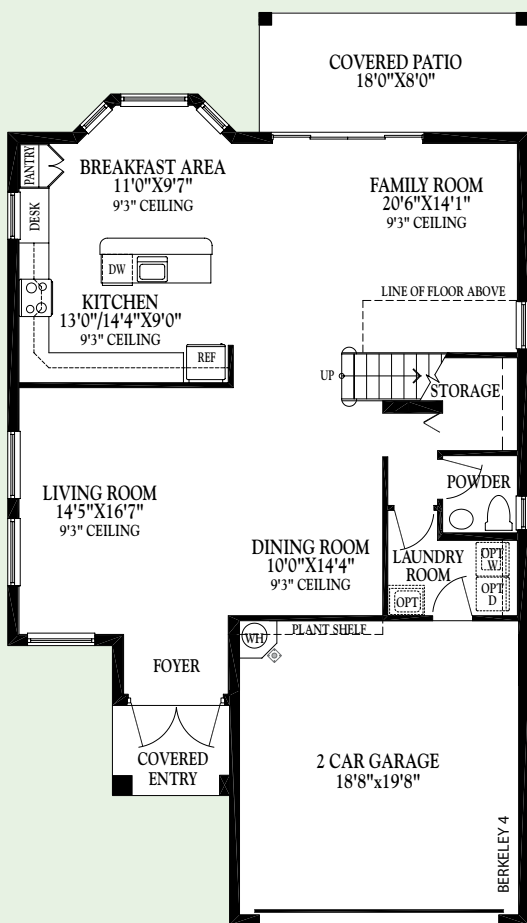 COVERED PATIO
18'0"X8'0"
PANTRY
BREAKFAST AREA
11'0"X9'7"
9'3" CEILING
FAMILY ROOM
20'6"X14'1"
9'3" CEILING
DESK
DW
LINE OF FLOOR ABOVE
KITCHEN
13'0"/14'4"X9'0"
9'3" CEILING
REF
UP
STORAGE
LIVING ROOM
14'5"X16'7"
9'3" CEILING
POWDER
DINING ROOM
10'0"X14'4"
9'3" CEILING
LAUNDRY
ROOM
OPT
W
OPT
D
OPT
WH
PLANT SHELF
FOYER
COVERED
ENTRY
2 CAR GARAGE
18'8"x19'8"
BERKELEY 4